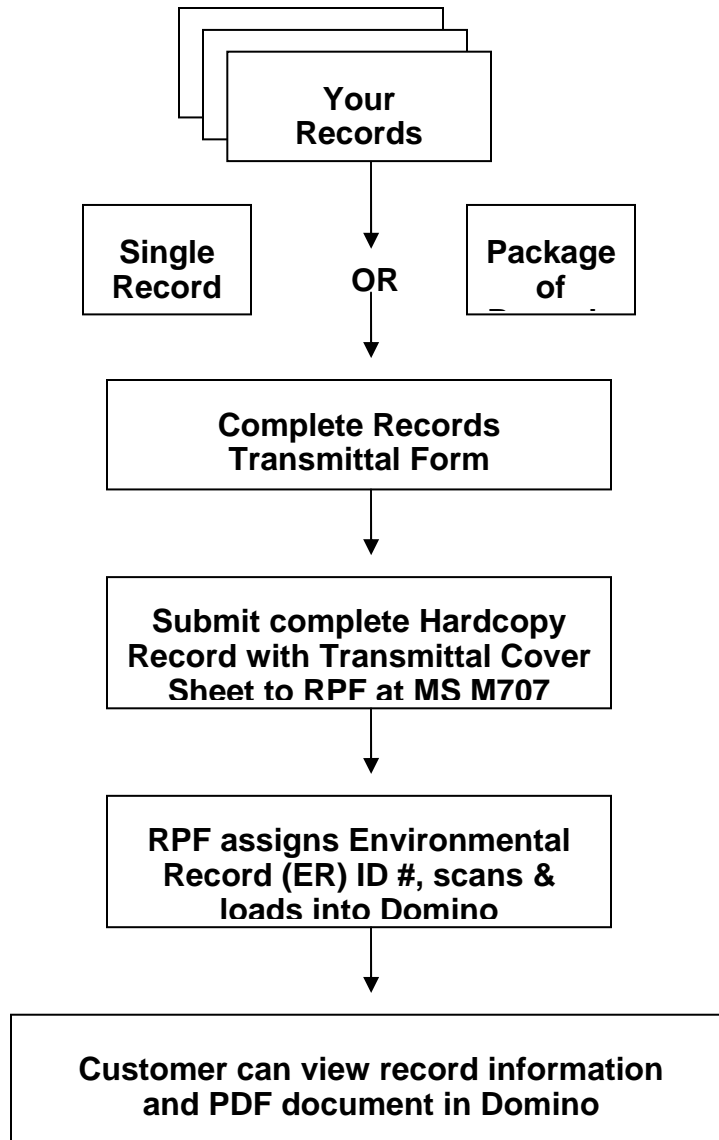 Your
Records
Single
Record
OR
Package
of
Complete Records
Transmittal Form
Submit complete Hardcopy
Record with Transmittal Cover
Sheet to RPF at MS M707
RPF assigns Environmental
Record (ER) ID #, scans &
loads into Domino
Customer can view record information
and PDF document in Domino